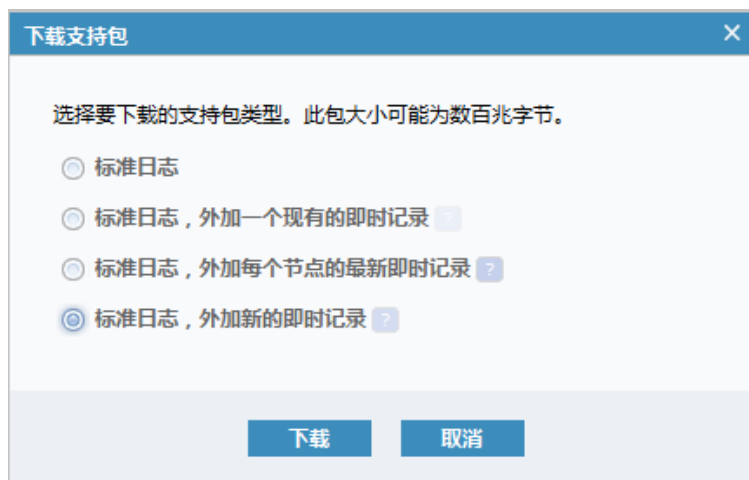 下载支持包
选择要下载的支持包类型。此包大小可能为数百兆字节。
标准日志
标准日志，外加一个现有的即时记录 ?
标准日志，外加每个节点的最新即时记录 ?
标准日志，外加新的即时记录 ?
下载 取消